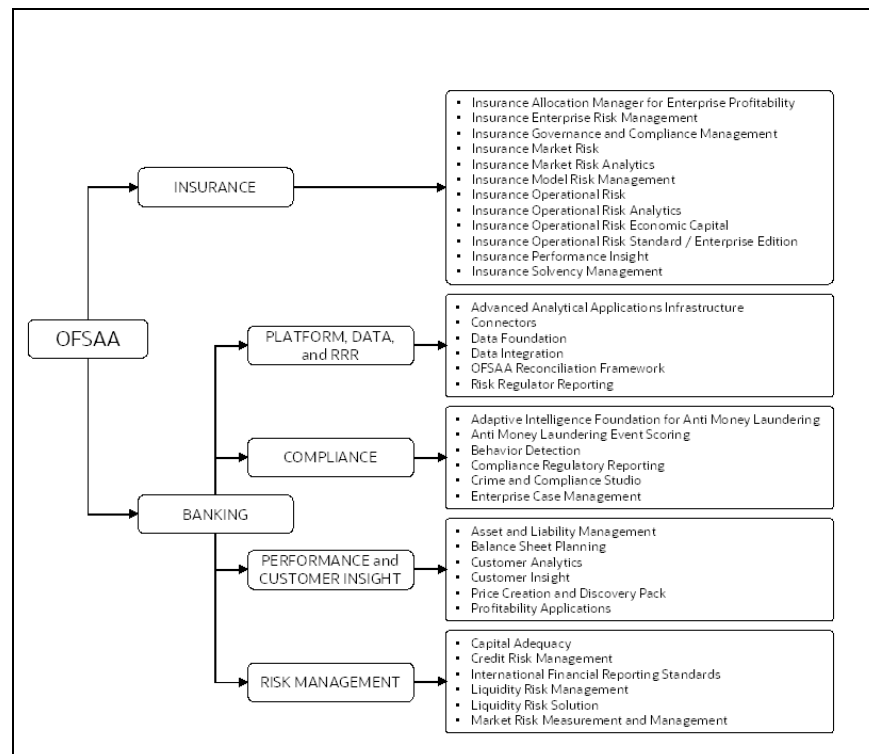 OFSAA
INSURANCE
▪ Insurance Allocation Manager for Enterprise Profitability
▪ Insurance Enterprise Risk Management
▪ Insurance Governance and Compliance Management
▪ Insurance Market Risk
▪ Insurance Market Risk Analytics
▪ Insurance Model Risk Management
▪ Insurance Operational Risk
▪ Insurance Operational Risk Analytics
▪ Insurance Operational Risk Economic Capital
▪ Insurance Operational Risk Standard / Enterprise Edition
▪ Insurance Performance Insight
▪ Insurance Solvency Management
BANKING
PLATFORM, DATA,
and RRR
▪ Advanced Analytical Applications Infrastructure
▪ Connectors
▪ Data Foundation
▪ Data Integration
▪ OFSAA Reconciliation Framework
▪ Risk Regulator Reporting
COMPLIANCE
▪ Adaptive Intelligence Foundation for Anti Money Laundering
▪ Anti Money Laundering Event Scoring
▪ Behavior Detection
▪ Compliance Regulatory Reporting
▪ Crime and Compliance Studio
▪ Enterprise Case Management
PERFORMANCE and
CUSTOMER INSIGHT
▪ Asset and Liability Management
▪ Balance Sheet Planning
▪ Customer Analytics
▪ Customer Insight
▪ Price Creation and Discovery Pack
▪ Profitability Applications
RISK MANAGEMENT
▪ Capital Adequacy
▪ Credit Risk Management
▪ International Financial Reporting Standards
▪ Liquidity Risk Management
▪ Liquidity Risk Solution
▪ Market Risk Measurement and Management